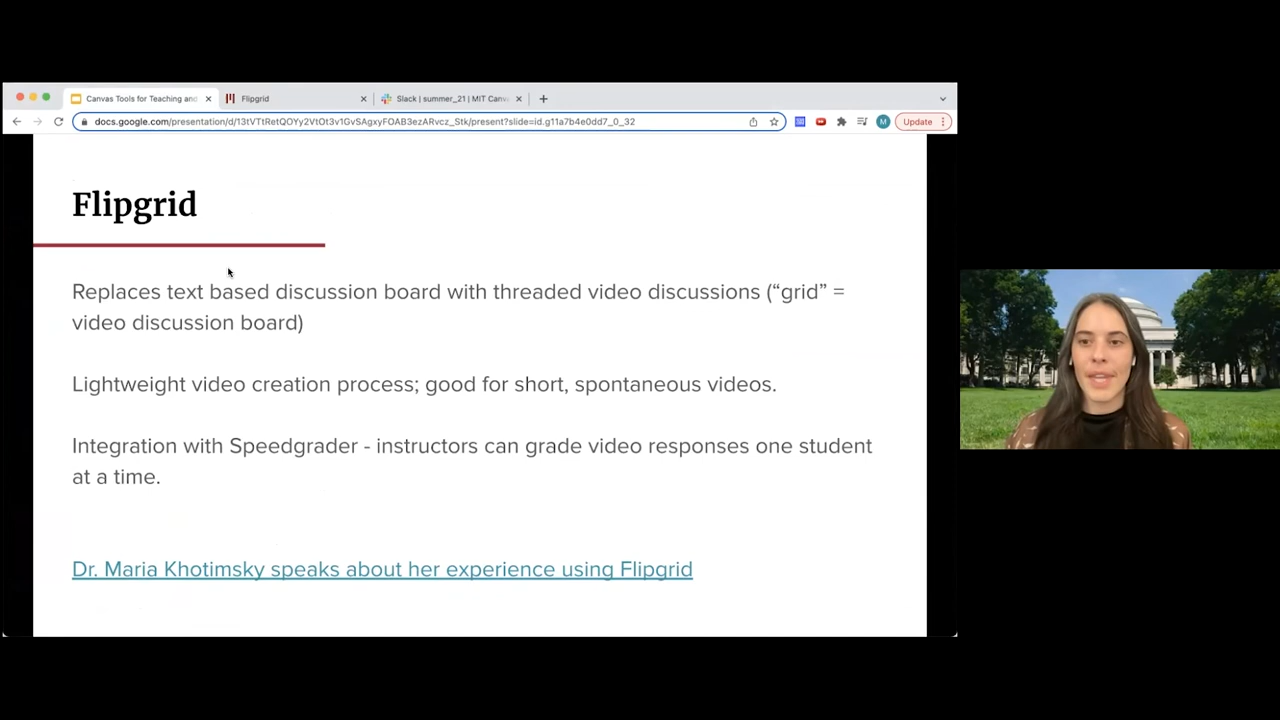 Canvas Tools for Teaching and
Flipgrid
Slack | summer_21 | MIT Canv
docs.google.com/presentation/d/13tVTtRetQOYy2VtOt3v1GvSAgxyFOAB3ezARvcz_Stk/present?slide=id.g11a7b4e0dd7_0_32
M
Update
Flipgrid
Replaces text based discussion board with threaded video discussions (“grid” =
video discussion board)
Lightweight video creation process; good for short, spontaneous videos.
Integration with Speedgrader - instructors can grade video responses one student
at a time.
Dr. Maria Khotimsky speaks about her experience using Flipgrid